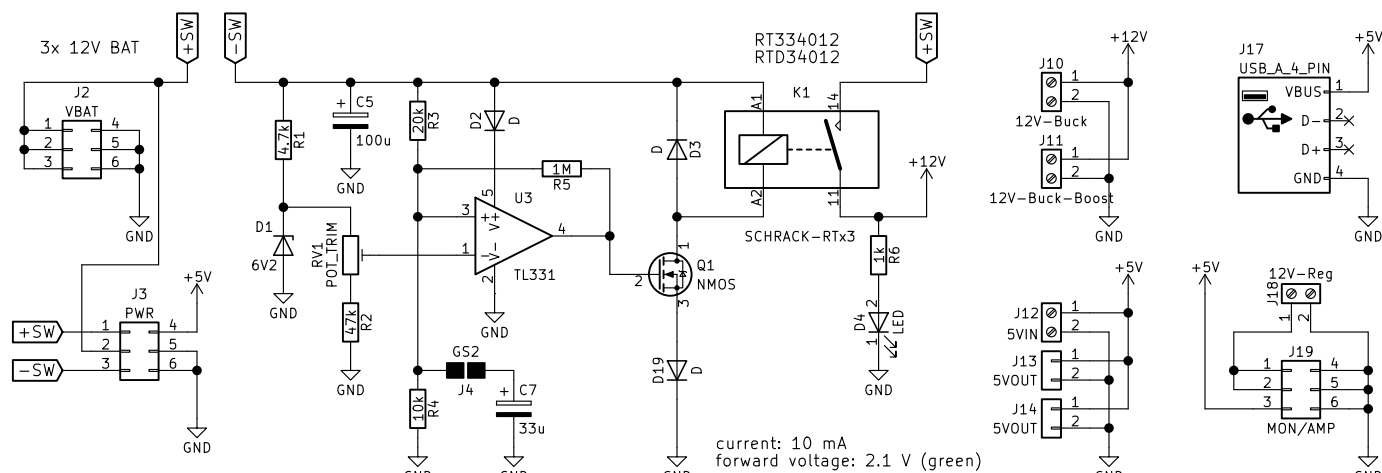 3x 12V BAT
+SW
-SW
RT334012
RTD34012
+SW
+12V
J17
USB_A_4_PIN
+5V
J2
VBAT
1
2
3
4
5
6
GND
4.7k
R1
+
C5
100u
GND
20k
R3
D2
D
1M
R5
D
D3
K1
A1
A2
14
11
SCHRACK-RTx3
+12V
J10
1
2
12V-Buck
J11
1
2
12V-Buck-Boost
GND
VBUS
1
D-
2
D+
3
GND
4
GND
D1
6V2
GND
RV1
POT_TRIM
47k
R2
GND
U3
5
3
+
V+
1
-
V-
2
4
TL331
GND
1
2
3
Q1
NMOS
1k
R6
D4
2
1
LED
GND
J3
PWR
+5V
+SW
-SW
1
2
3
4
5
6
GND
GS2
J4
10k
R4
GND
+
C7
33u
GND
D19
D
GND
current: 10 mA
forward voltage: 2.1 V (green)
+5V
J12
1
2
5VIN
J13
1
2
5VOUT
J14
1
2
5VOUT
GND
+5V
12V-Reg
J18
1
2
J19
1
2
3
4
5
6
MON/AMP
GND